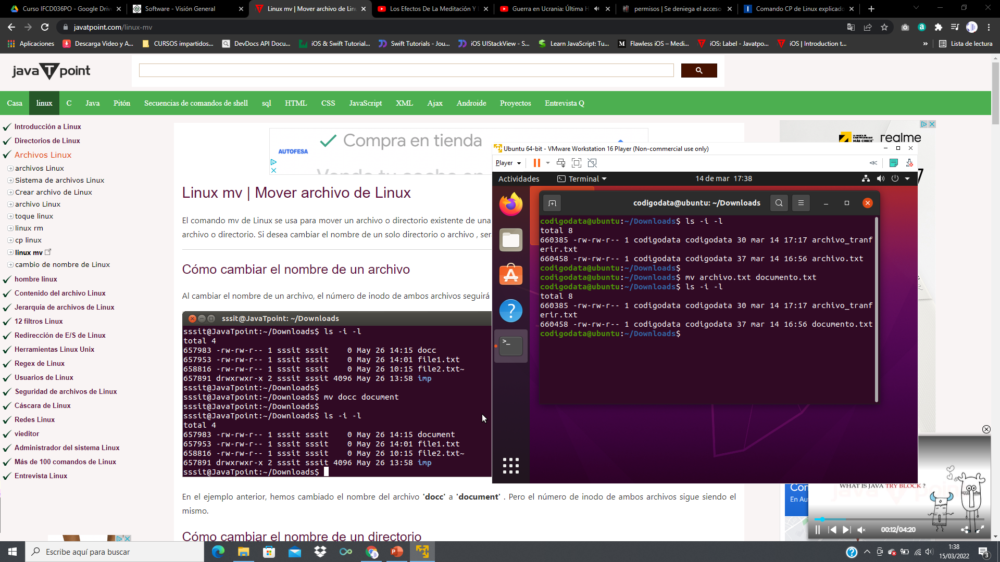 Curso IFCD036PO - Google Driv
Software - Visión General
Linux mv | Mover archivo de Lin
Los Efectos De La Meditación Y
Guerra en Ucrania: Última H
permisos | Se deniega el acceso
Comando CP de Linux explicado
javatpoint.com/linux-mv
Aplicaciones
Descarga Video y A...
CURSOS impartidos...
DevDocs API Docu...
iOS & Swift Tutorial...
Swift Tutorials - Jou...
iOS UIStackView - S...
Learn JavaScript: Tu...
Flawless iOS – Medi...
iOS: Label - Javatpo...
iOS | Introduction t...
»
Lista de lectura
javaTpoint
Casa
linux
C
Java
Pitón
Secuencias de comandos de shell
sql
HTML
CSS
JavaScript
XML
Ajax
Androide
Proyectos
Entrevista Q
Introducción a Linux
Directorios de Linux
Archivos Linux
archivos Linux
Sistema de archivos Linux
Crear archivo de Linux
archivo Linux
toque linux
linux rm
cp linux
linux mv
cambio de nombre de Linux
hombre linux
Contenido del archivo Linux
Jerarquía de archivos de Linux
12 filtros Linux
Redirección de E/S de Linux
Herramientas Linux Unix
Regex de Linux
Usuarios de Linux
Seguridad de archivos de Linux
Cáscara de Linux
Redes Linux
vieditor
Administrador del sistema Linux
Más de 100 comandos de Linux
Entrevista Linux
AUTOFESA
Compra en tienda
Linux mv | Mover archivo de Linux
El comando mv de Linux se usa para mover un archivo o directorio existente de una
archivo o directorio. Si desea cambiar el nombre de un solo directorio o archivo , ser
Cómo cambiar el nombre de un archivo
Al cambiar el nombre de un archivo, el número de inodo de ambos archivos seguirá
sssit@JavaTpoint: ~/Downloads
sssit@JavaTpoint:~/Downloads$ ls -i -l
total 4
657983 -rw-rw-r-- 1 sssit sssit    0 May 26 14:15 docc
657953 -rw-rw-r-- 1 sssit sssit    0 May 26 14:01 file1.txt
658816 -rw-rw-r-- 1 sssit sssit    0 May 26 10:15 file2.txt~
657891 drwxrwxr-x 2 sssit sssit 4096 May 26 13:58 imp
sssit@JavaTpoint:~/Downloads$
sssit@JavaTpoint:~/Downloads$ mv docc document
sssit@JavaTpoint:~/Downloads$
sssit@JavaTpoint:~/Downloads$ ls -i -l
total 4
657983 -rw-rw-r-- 1 sssit sssit    0 May 26 14:15 document
657953 -rw-rw-r-- 1 sssit sssit    0 May 26 14:01 file1.txt
658816 -rw-rw-r-- 1 sssit sssit    0 May 26 10:15 file2.txt~
657891 drwxrwxr-x 2 sssit sssit 4096 May 26 13:58 imp
sssit@JavaTpoint:~/Downloads$
En el ejemplo anterior, hemos cambiado el nombre del archivo 'docc' a 'document' . Pero el número de inodo de ambos archivos sigue siendo el
mismo.
Cómo cambiar el nombre de un directorio
realme
Ubuntu 64-bit - VMware Workstation 16 Player (Non-commercial use only)
Player
Actividades
Terminal
14 de mar 17:38
codigodata@ubuntu: ~/Downloads
codigodata@ubuntu:~/Downloads$ ls -i -l
total 8
660385 -rw-rw-r-- 1 codigodata codigodata 30 mar 14 17:17 archivo_tranf
erir.txt
660458 -rw-rw-r-- 1 codigodata codigodata 37 mar 14 16:56 archivo.txt
codigodata@ubuntu:~/Downloads$
codigodata@ubuntu:~/Downloads$ mv archivo.txt documento.txt
codigodata@ubuntu:~/Downloads$ ls -i -l
total 8
660385 -rw-rw-r-- 1 codigodata codigodata 30 mar 14 17:17 archivo_tranf
erir.txt
660458 -rw-rw-r-- 1 codigodata codigodata 37 mar 14 16:56 documento.txt
codigodata@ubuntu:~/Downloads$
WHAT IS JAVA TRY BLOCK ?
00:12/04:20
Escribe aquí para buscar
1:38
15/03/2022
3